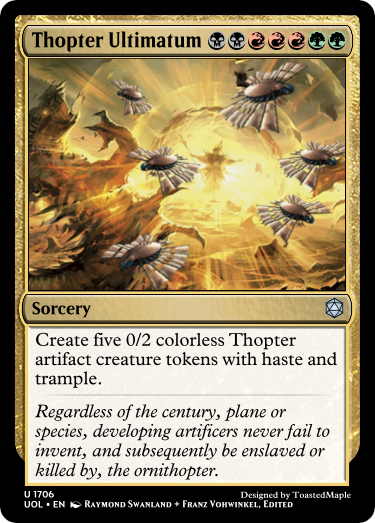 Thopter Ultimatum
Sorcery
Create five 0/2 colorless Thopter
artifact creature tokens with haste and
trample.
Regardless of the century, plane or
species, developing artificers never fail to
invent, and subsequently be enslaved or
killed by, the ornithopter.
U 1706
Designed by ToastedMaple
UOL • EN Raymond Swanland + Franz Vohwinkel, Edited